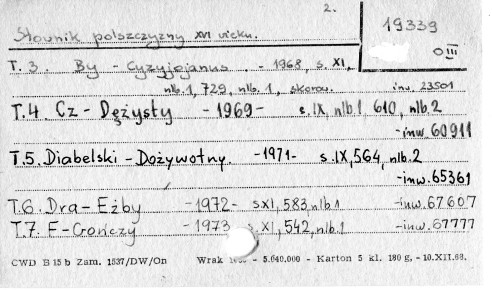 2.
19339
O III
Słownik polszczyzny XVI wieku.
T. 3. By - Cyzyjojanus - 1968, s. XI,
nlb. 1, 729, nlb. 1, skorow. inw. 23501
T.4. Cz - Dężysty - 1969 - s. IX, nlb. 1 610, nlb. 2
- inw. 60911
T.5. Diabelski - Dożywotny. - 1971 - s. IX, 564, nlb. 2
- inw. 65361
T.6. Dra - Eżby - 1972 - s. XI, 583, nlb 1 - inw. 67607
T.7. F - Grończy - 1973 s. XI, 542, nlb. 1 - inw. 67777
CWD B 15 b Zam. 1537/DW/On Wrak - 5.640.000 - Karton 5 kl. 180 g. - 10.XII.68.